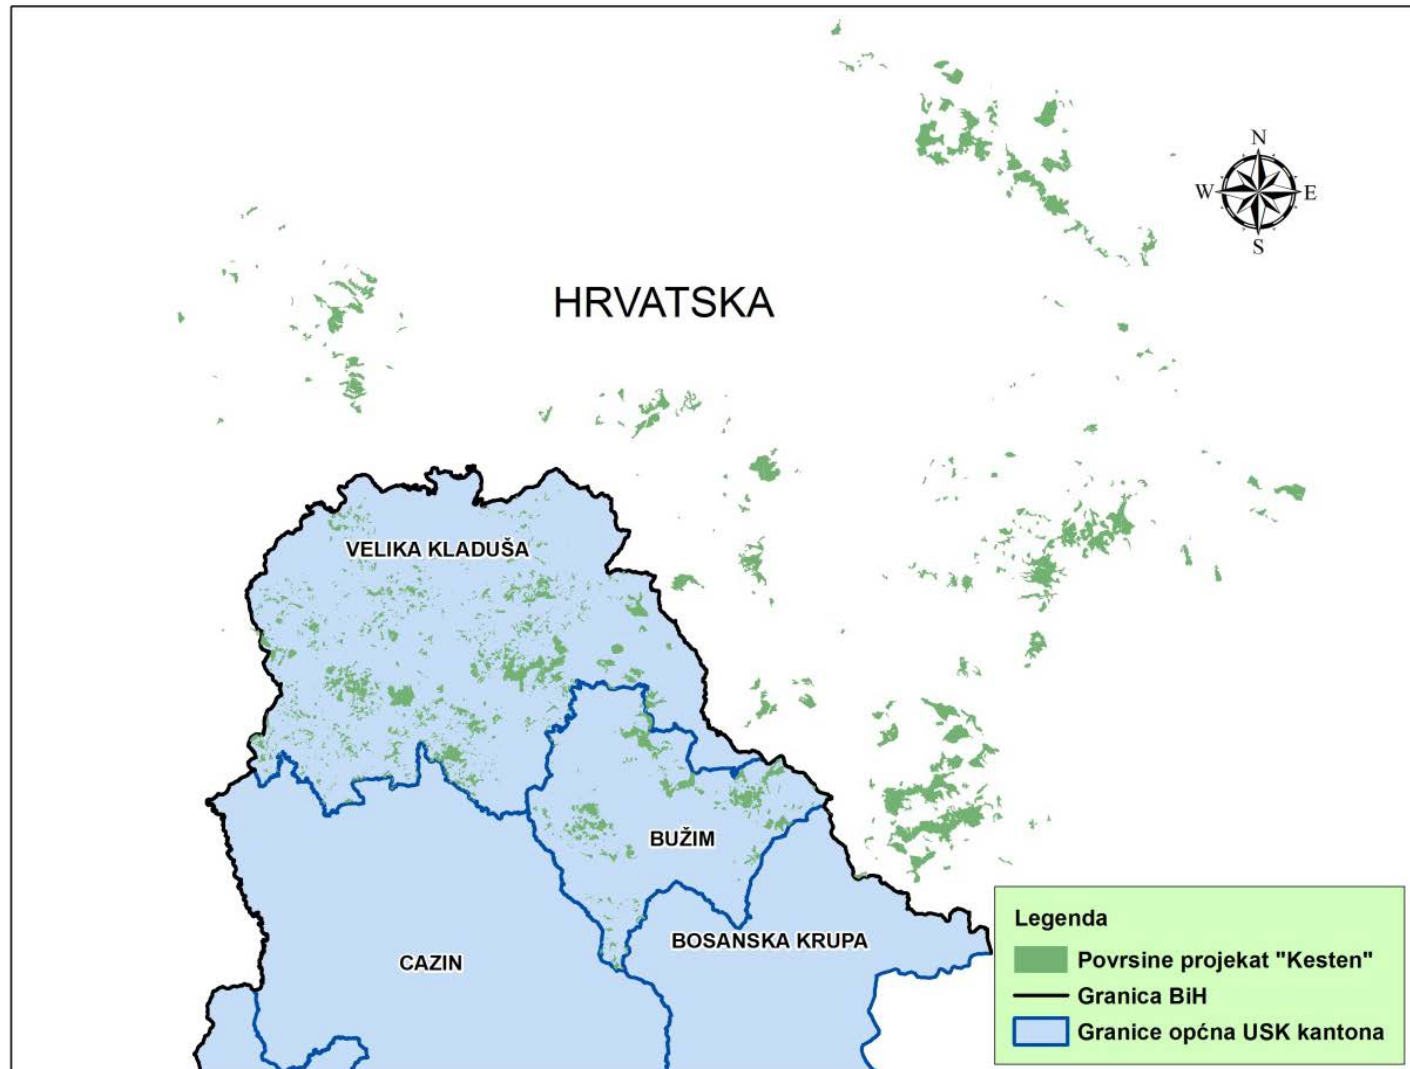 N
W E
S
HRVATSKA
VELIKA KLADUŠA
BUŽIM
BOSANSKA KRUPA
CAZIN
Legenda
Povrsine projekat "Kesten"
Granica BiH
Granice općna USK kantona